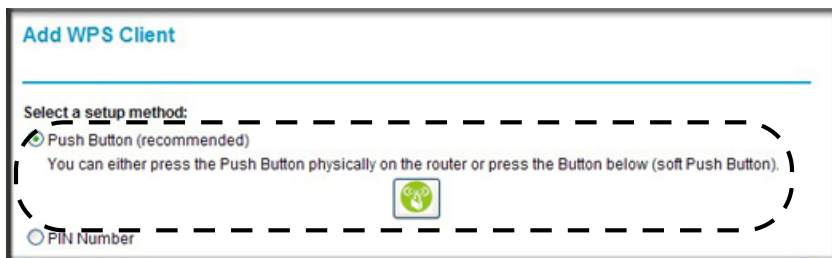 Add WPS Client
Select a setup method:
Push Button (recommended)
You can either press the Push Button physically on the router or press the Button below (soft Push Button).
PIN Number